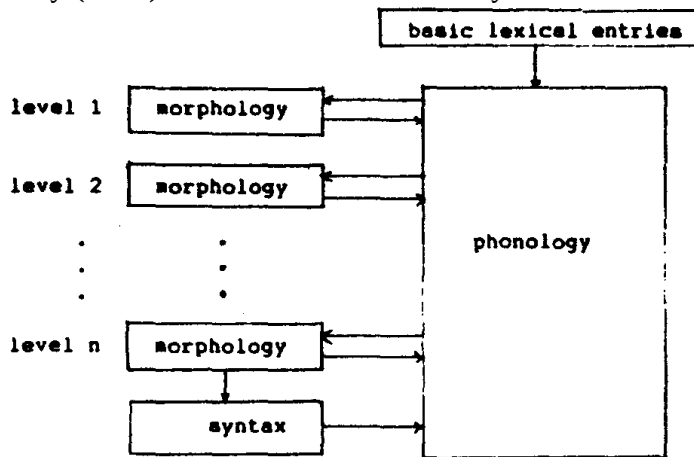 basic lexical entries
level 1 morphology
level 2 morphology
phonology
level n morphology
syntax